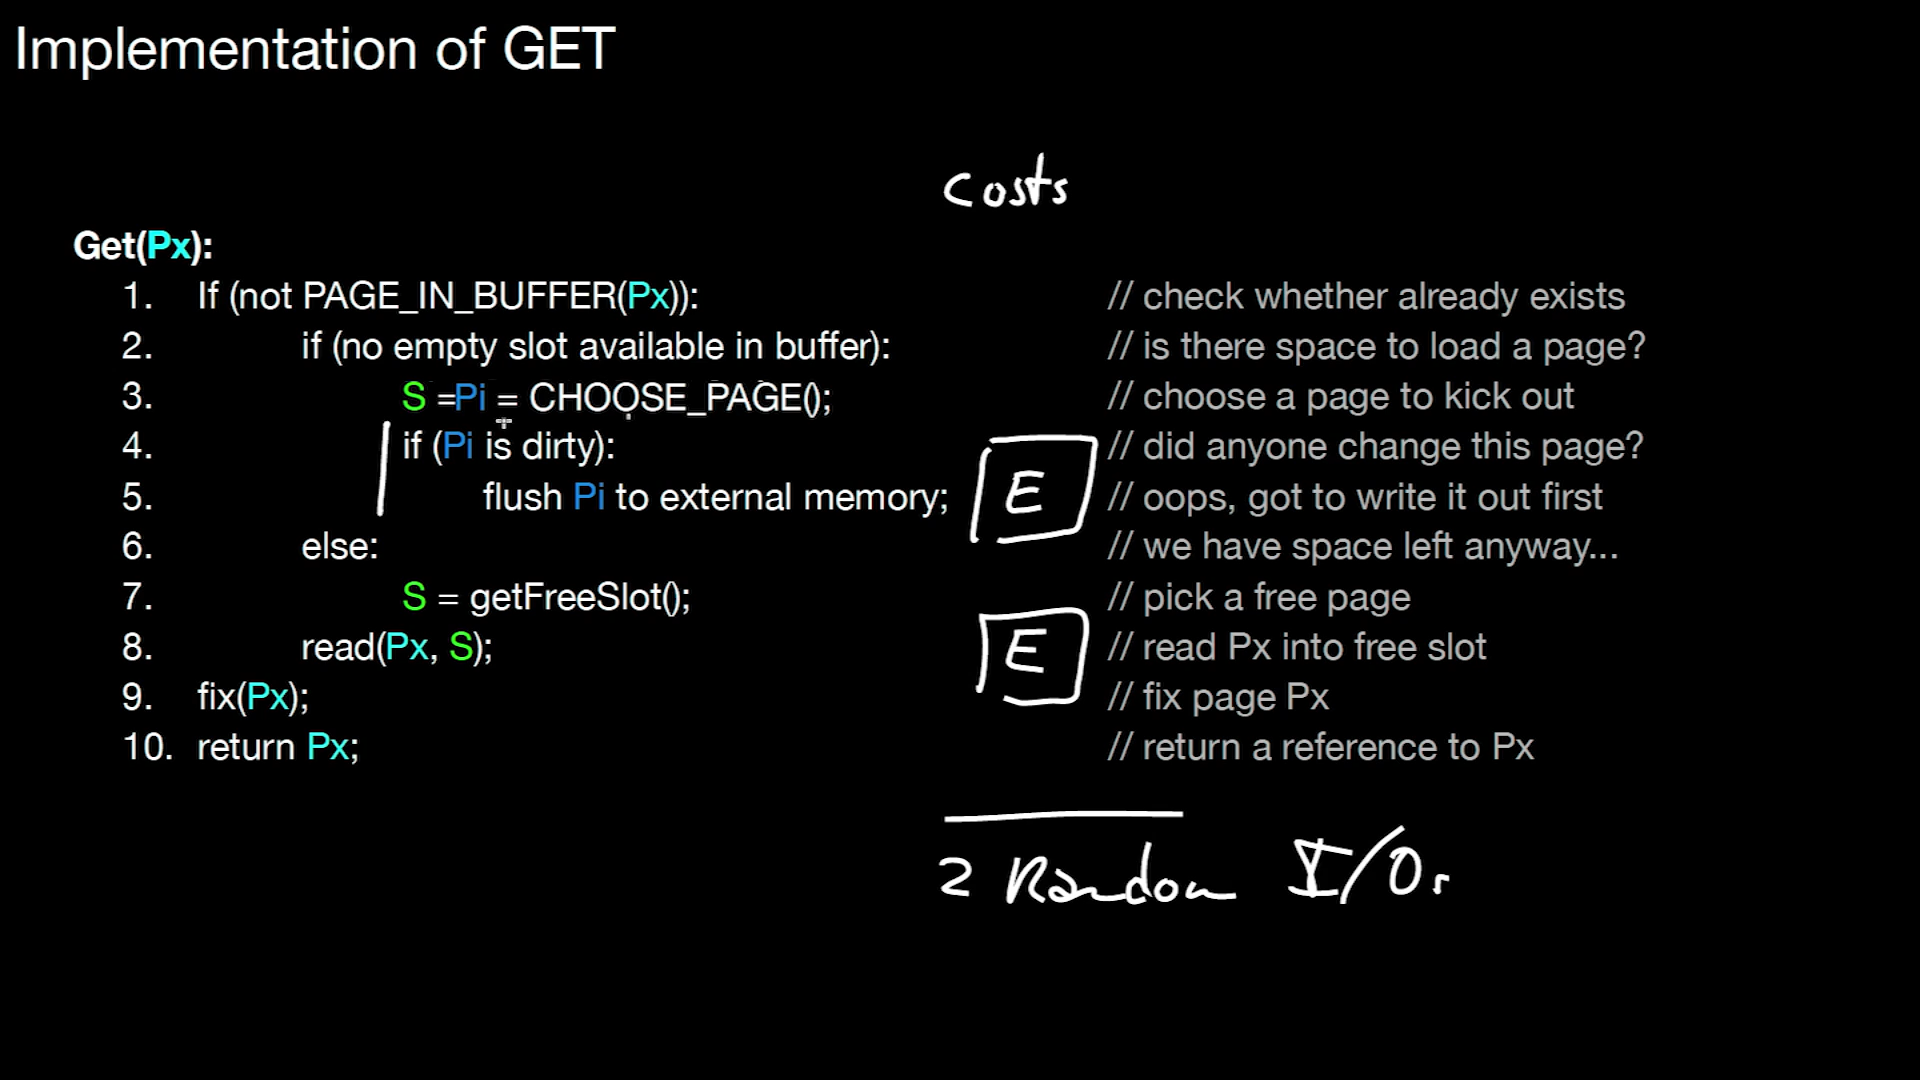 Implementation of GET
costs
Get(Px):
1. If (not PAGE_IN_BUFFER(Px)): // check whether already exists
2. if (no empty slot available in buffer): // is there space to load a page?
3. S =Pi = CHOOSE_PAGE(); // choose a page to kick out
4. if (Pi is dirty): // did anyone change this page?
5. flush Pi to external memory; E // oops, got to write it out first
6. else: // we have space left anyway...
7. S = getFreeSlot(); // pick a free page
8. read(Px, S); E // read Px into free slot
9. fix(Px); // fix page Px
10. return Px; // return a reference to Px
2 Random I/Os